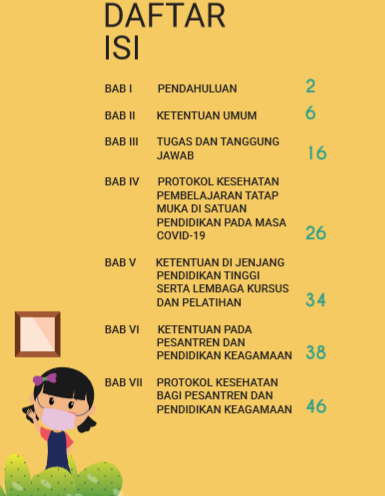 DAFTAR
ISI
BAB I PENDAHULUAN 2
BAB II KETENTUAN UMUM 6
BAB III TUGAS DAN TANGGUNG
JAWAB 16
BAB IV PROTOKOL KESEHATAN
PEMBELAJARAN TATAP
MUKA DI SATUAN
PENDIDIKAN PADA MASA
COVID-19 26
BAB V KETENTUAN DI JENJANG
PENDIDIKAN TINGGI
SERTA LEMBAGA KURSUS
DAN PELATIHAN 34
BAB VI KETENTUAN PADA
PESANTREN DAN
PENDIDIKAN KEAGAMAAN 38
BAB VII PROTOKOL KESEHATAN
BAGI PESANTREN DAN
PENDIDIKAN KEAGAMAAN 46